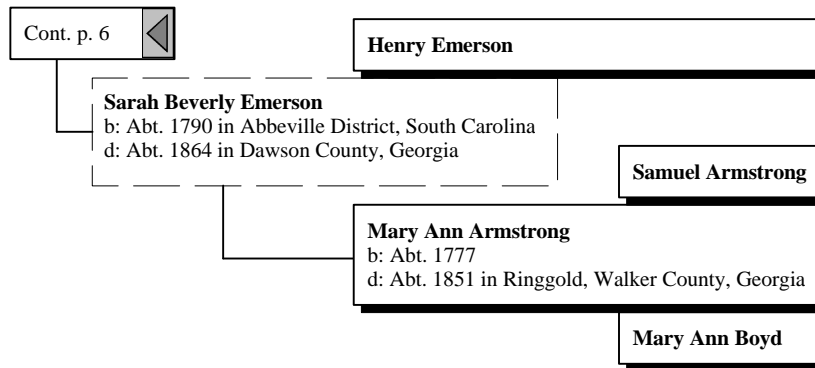 Cont. p. 6
Henry Emerson
Sarah Beverly Emerson
b: Abt. 1790 in Abbeville District, South Carolina
d: Abt. 1864 in Dawson County, Georgia
Samuel Armstrong
Mary Ann Armstrong
b: Abt. 1777
d: Abt. 1851 in Ringgold, Walker County, Georgia
Mary Ann Boyd